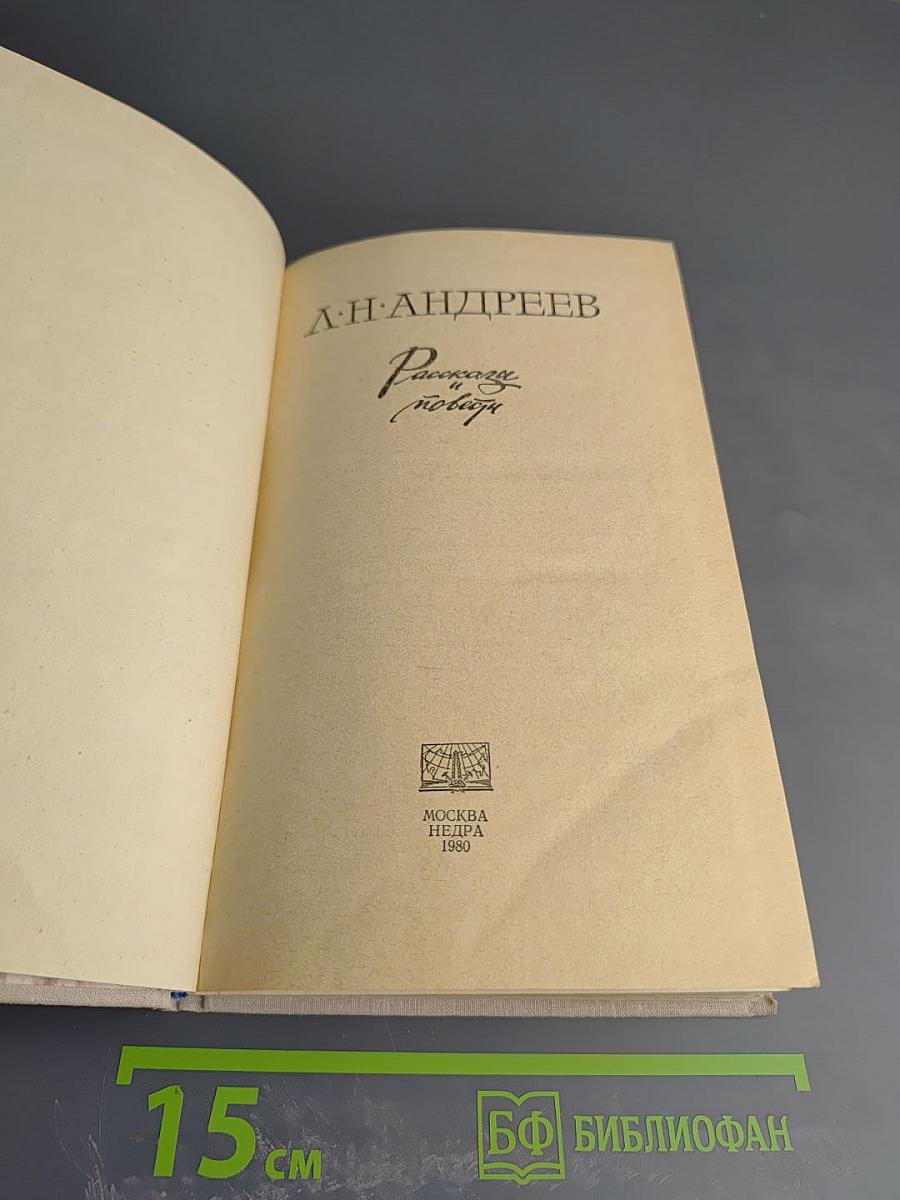 Л·Н·АНДРЕЕВ
Рассказы
и
повести
МОСКВА
НЕДРА
1980
15 см
БФ БИБЛИОФАН